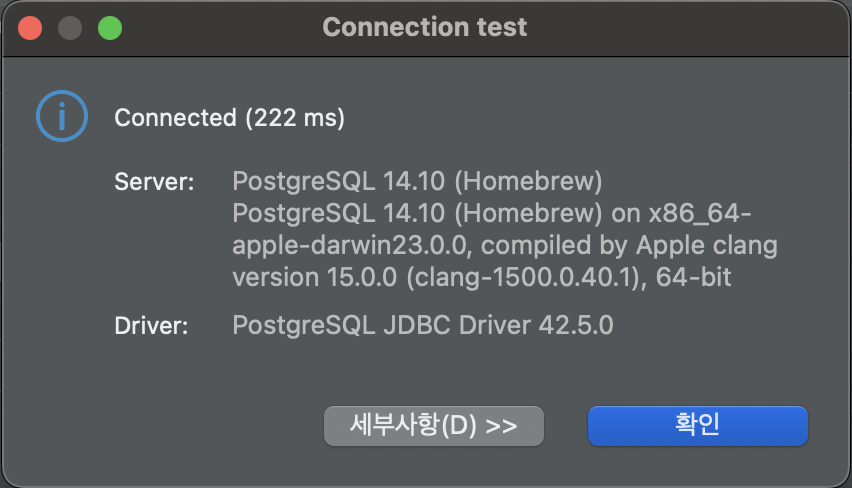 Connection test
Connected (222 ms)
Server: PostgreSQL 14.10 (Homebrew)
PostgreSQL 14.10 (Homebrew) on x86_64-
apple-darwin23.0.0, compiled by Apple clang
version 15.0.0 (clang-1500.0.40.1), 64-bit
Driver: PostgreSQL JDBC Driver 42.5.0
세부사항(D) >> 확인